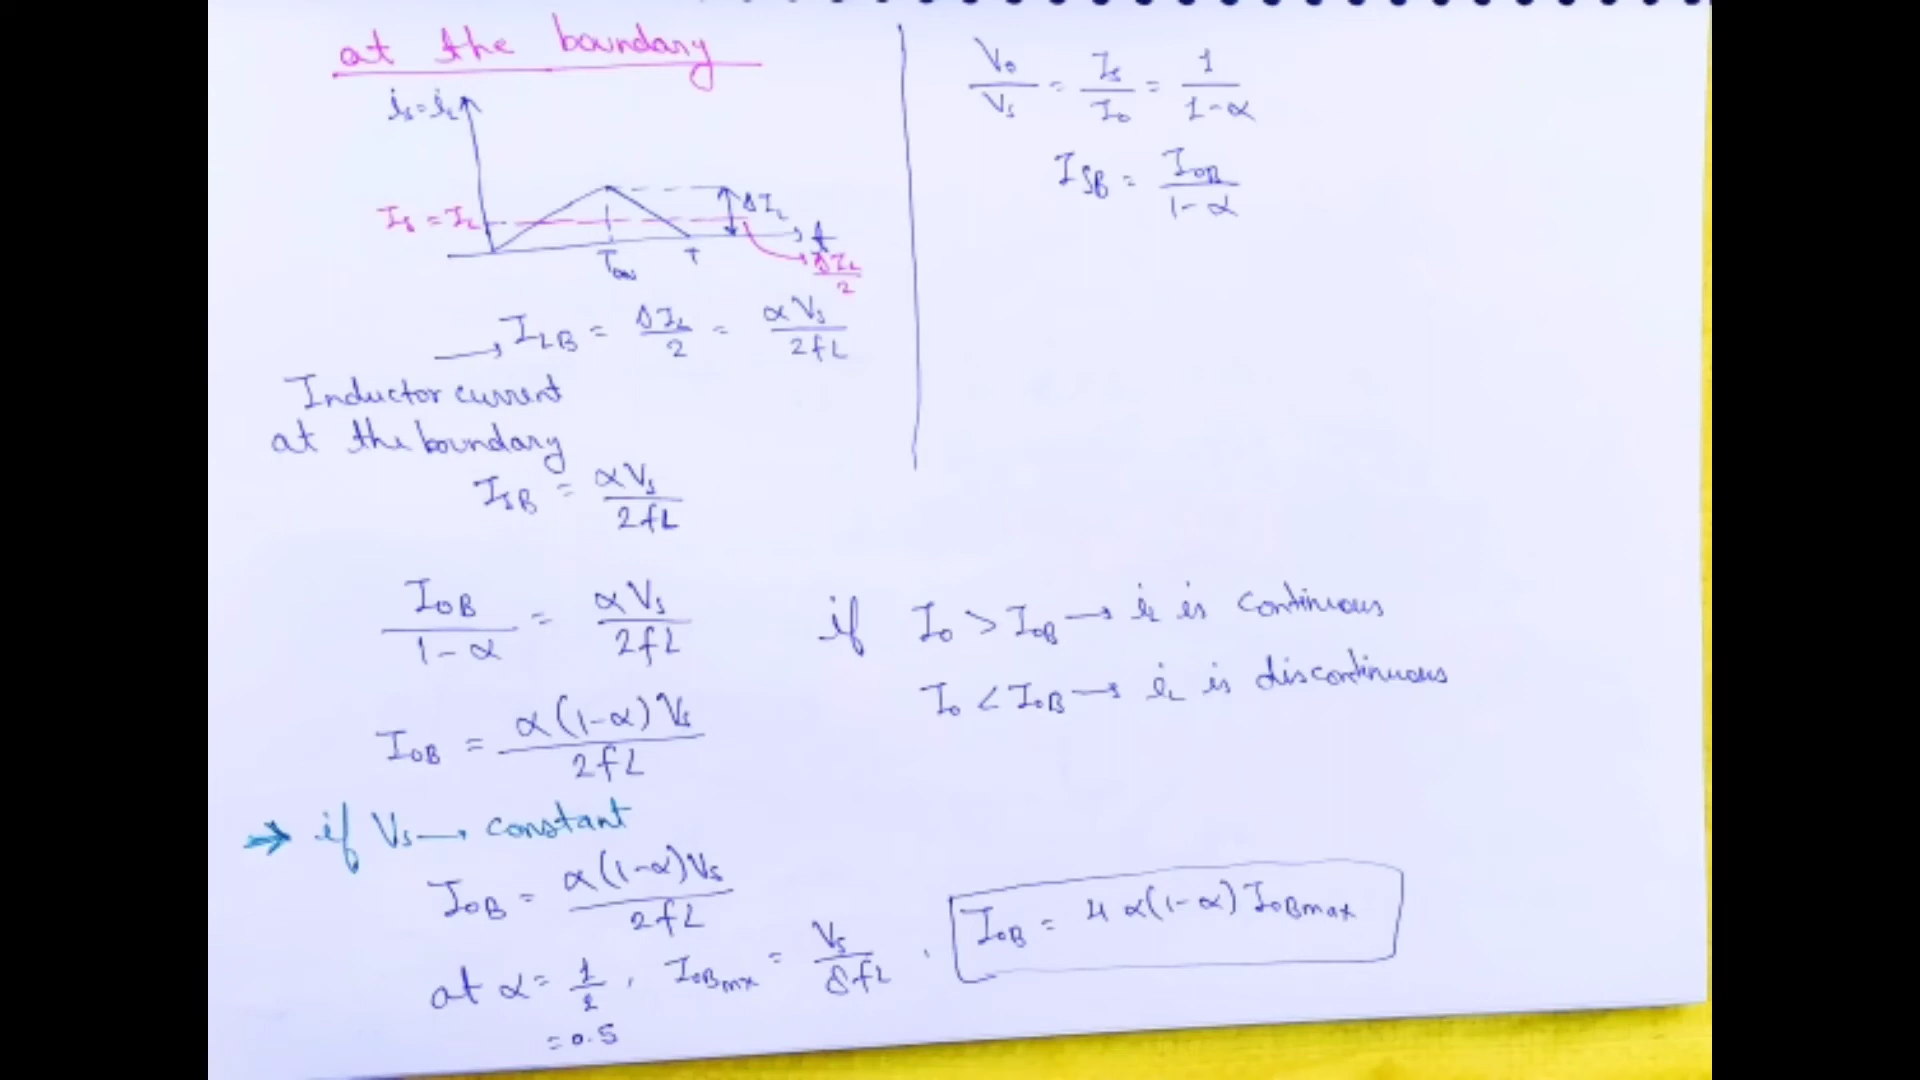 at the boundary
is = iL
Is = IL
ΔIL
t
Ton T
ΔIL/2
→ ILB = ΔIL/2 = αVs/2fL
Inductor current
at the boundary
IsB = αVs/2fL
IOB/1-α = αVs/2fL
IOB = α(1-α)Vs/2fL
⇒ if Vs → constant
IOB = α(1-α)Vs/2fL
at α = 1/2 , IOBmax = Vs/8fL ,
= 0.5
IOB = 4 α(1-α) IOBmax
Vo/Vs = Is/Io = 1/1-α
ISB = IOB/1-α
if Io > IOB → iL is continuous
Io < IOB → iL is discontinuous